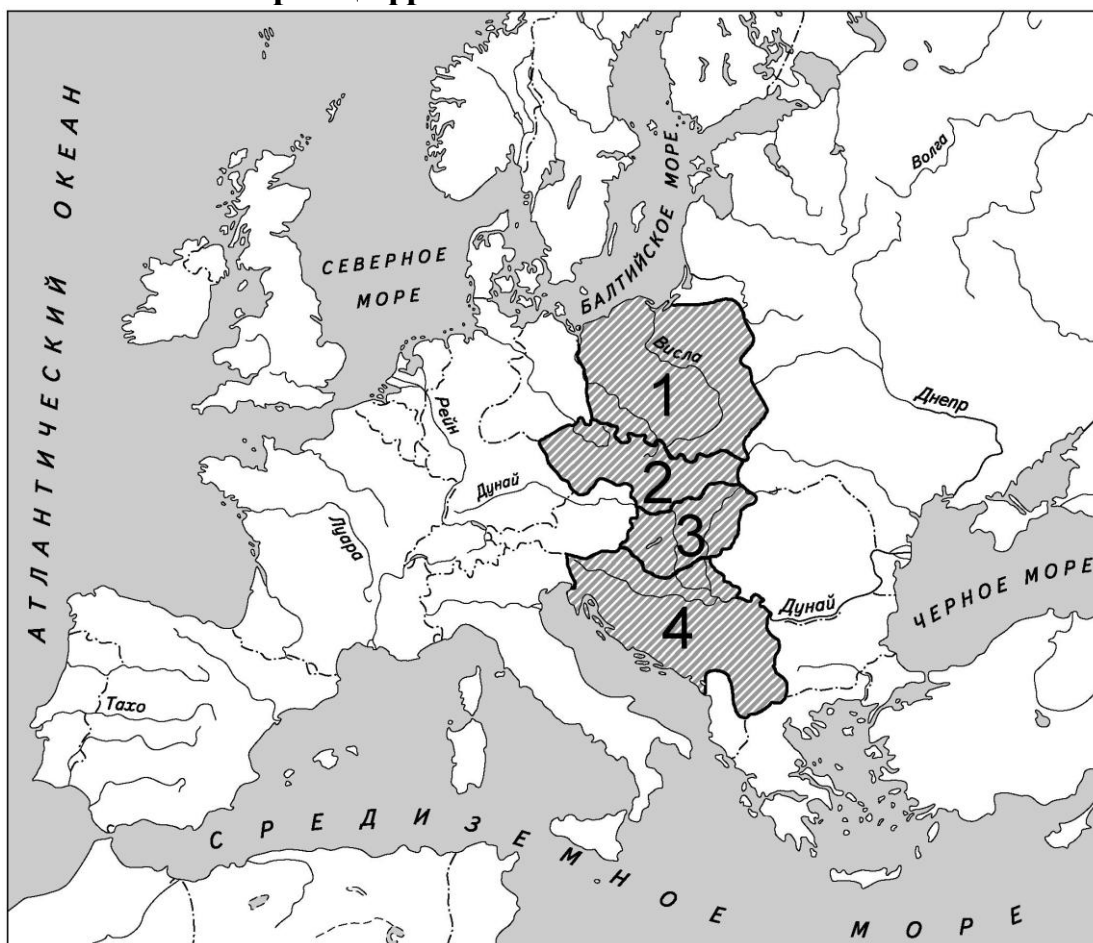 АТЛАНТИЧЕСКИЙ ОКЕАН
СЕВЕРНОЕ
МОРЕ
БАЛТИЙСКОЕ МОРЕ
Волга
Висла
1
Рейн
Днепр
2
Дунай
3
Луара
4
Дунай
ЧЕРНОЕ МОРЕ
Тахо
СРЕДИЗЕМНОЕ МОРЕ